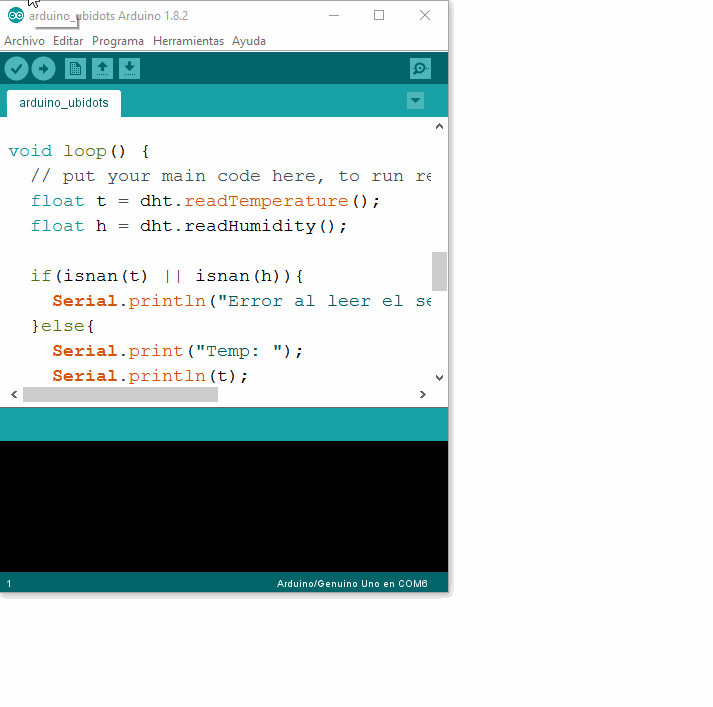 arduino_ubidots Arduino 1.8.2
Archivo Editar Programa Herramientas Ayuda
arduino_ubidots
void loop() {
// put your main code here, to run re
float t = dht.readTemperature();
float h = dht.readHumidity();
if(isnan(t) || isnan(h)){
Serial.println("Error al leer el se
}else{
Serial.print("Temp: ");
Serial.println(t);
1
Arduino/Genuino Uno en COM6